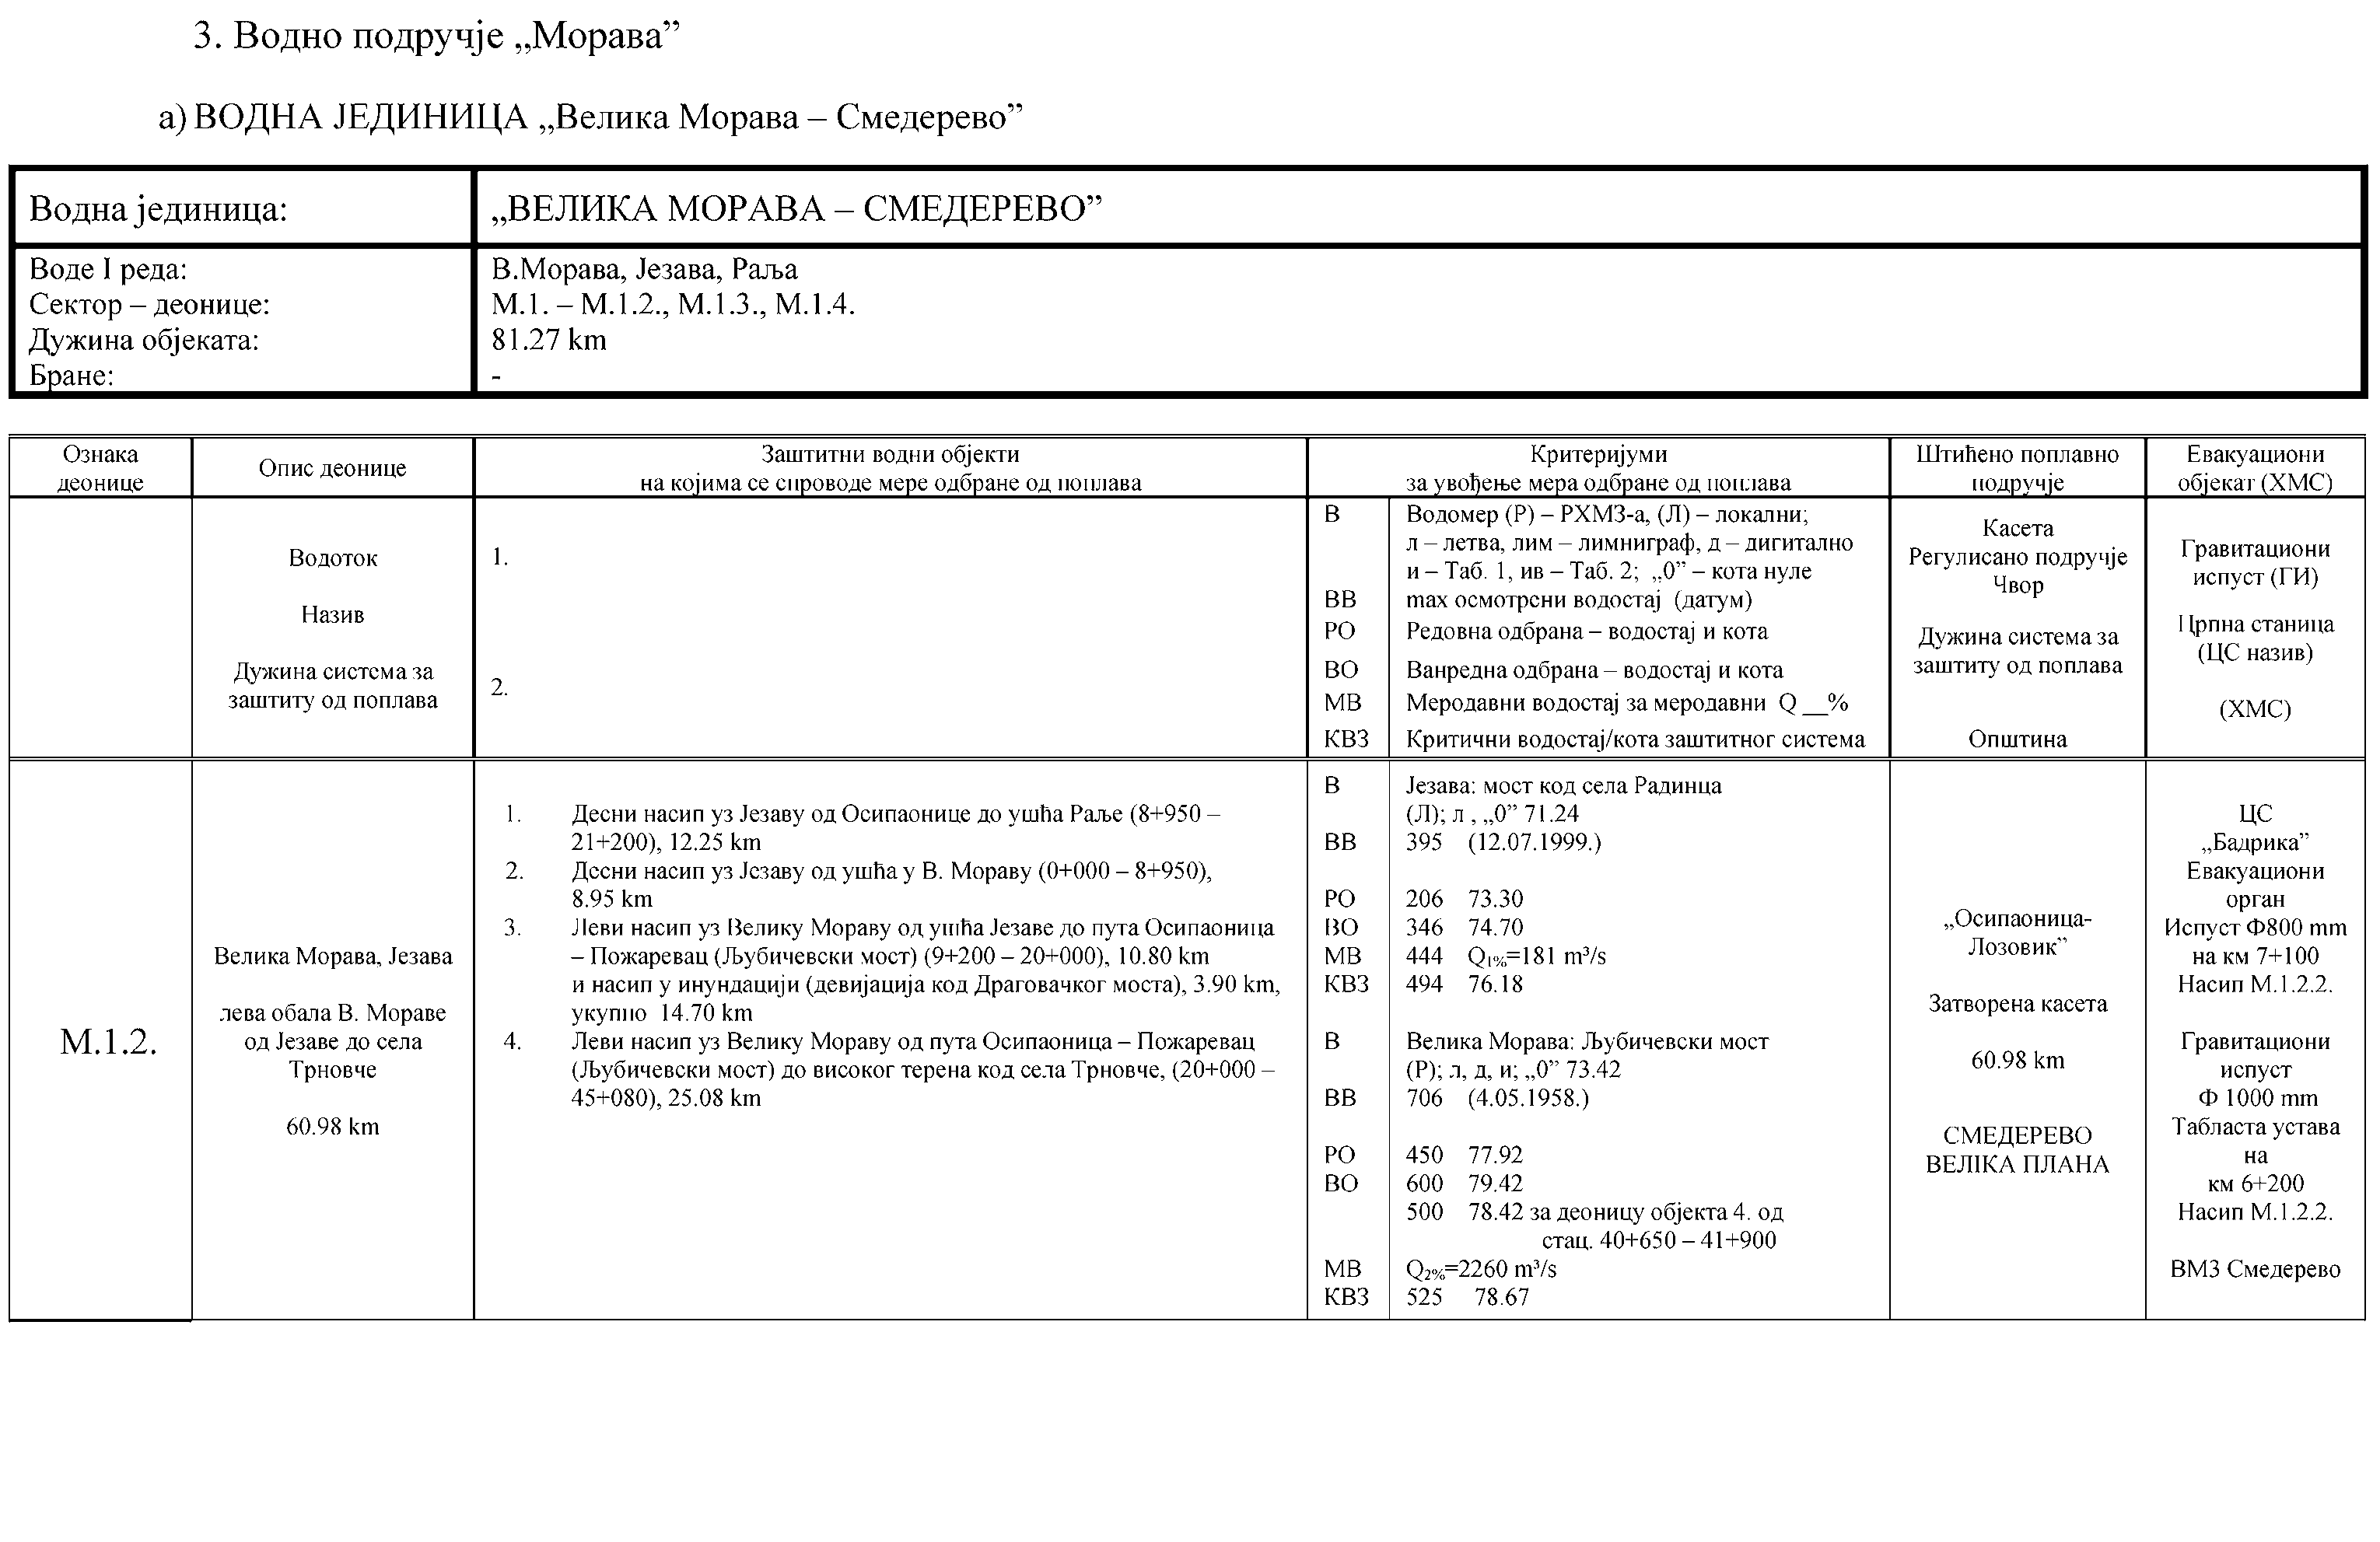 3. Водно подручје „Морава”
а) ВОДНА ЈЕДИНИЦА „Велика Морава – Смедерево”
Водна јединица: „ВЕЛИКА МОРАВА – СМЕДЕРЕВО”
Воде I реда: В.Морава, Језава, Раља
Сектор – деонице: М.1. – М.1.2., М.1.3., М.1.4.
Дужина објеката: 81.27 km
Бране: -
Ознака
деонице
Опис деонице
Заштитни водни објекти
на којима се спроводе мере одбране од поплава
Критеријуми
за увођење мера одбране од поплава
Штићено поплавно
подручје
Евакуациони
објекат (ХМС)
Водоток
Назив
Дужина система за
заштиту од поплава
1.
2.
В Водомер (Р) – РХМЗ-а, (Л) – локални;
л – летва, лим – лимниграф, д – дигитално
и – Таб. 1, ив – Таб. 2; „0” – кота нуле
ВВ max осмотрени водостај (датум)
РО Редовна одбрана – водостај и кота
ВО Ванредна одбрана – водостај и кота
МВ Меродавни водостај за меродавни Q __%
КВЗ Критични водостај/кота заштитног система
Касета
Регулисано подручје
Чвор
Дужина система за
заштиту од поплава
Општина
Гравитациони
испуст (ГИ)
Црпна станица
(ЦС назив)
(ХМС)
М.1.2.
Велика Морава, Језава
лева обала В. Мораве
од Језаве до села
Трновче
60.98 km
1. Десни насип уз Језаву од Осипаонице до ушћа Раље (8+950 –
21+200), 12.25 km
2. Десни насип уз Језаву од ушћа у В. Мораву (0+000 – 8+950),
8.95 km
3. Леви насип уз Велику Мораву од ушћа Језаве до пута Осипаоница
– Пожаревац (Љубичевски мост) (9+200 – 20+000), 10.80 km
и насип у инундацији (девијација код Драговачког моста), 3.90 km,
укупно 14.70 km
4. Леви насип уз Велику Мораву од пута Осипаоница – Пожаревац
(Љубичевски мост) до високог терена код села Трновче, (20+000 –
45+080), 25.08 km
В Језава: мост код села Радинца
(Л); л , „0” 71.24
ВВ 395 (12.07.1999.)
РО 206 73.30
ВО 346 74.70
МВ 444 Q1%=181 m³/s
КВЗ 494 76.18
В Велика Морава: Љубичевски мост
(Р); л, д, и; „0” 73.42
ВВ 706 (4.05.1958.)
РО 450 77.92
ВО 600 79.42
500 78.42 за деоницу објекта 4. од
стац. 40+650 – 41+900
МВ Q2%=2260 m³/s
КВЗ 525 78.67
„Осипаоница-
Лозовик”
Затворена касета
60.98 km
СМЕДЕРЕВО
ВЕЛIКА ПЛАНА
ЦС
„Бадрика”
Евакуациони
орган
Испуст Ф800 mm
на км 7+100
Насип М.1.2.2.
Гравитациони
испуст
Ф 1000 mm
Табласта устава
на
км 6+200
Насип М.1.2.2.
ВМЗ Смедерево